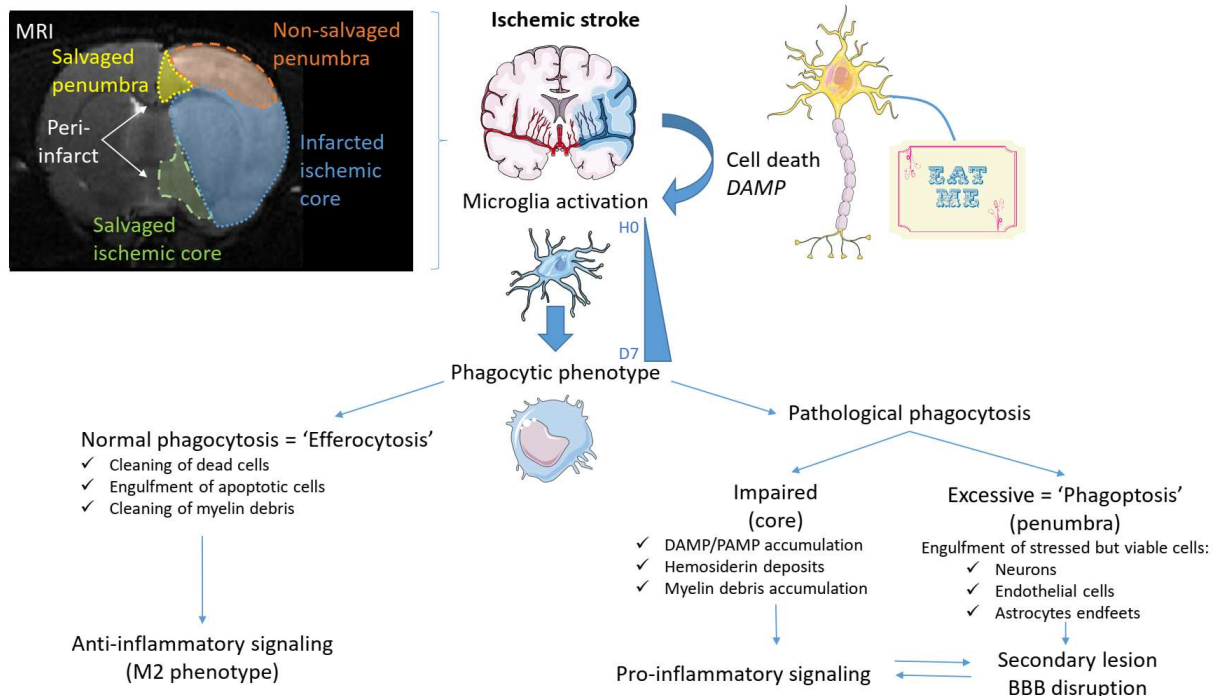 MRI
Salvaged
penumbra
Non-salvaged
penumbra
Peri-
infarct
Infarcted
ischemic
core
Salvaged
ischemic core
Ischemic stroke
Cell death
DAMP
EAT
ME
Microglia activation
H0
D7
Phagocytic phenotype
Normal phagocytosis = ‘Efferocytosis’
✓ Cleaning of dead cells
✓ Engulfment of apoptotic cells
✓ Cleaning of myelin debris
Anti-inflammatory signaling
(M2 phenotype)
Pathological phagocytosis
Impaired
(core)
✓ DAMP/PAMP accumulation
✓ Hemosiderin deposits
✓ Myelin debris accumulation
Pro-inflammatory signaling
Excessive = ‘Phagoptosis’
(penumbra)
Engulfment of stressed but viable cells:
✓ Neurons
✓ Endothelial cells
✓ Astrocytes endfeets
Secondary lesion
BBB disruption